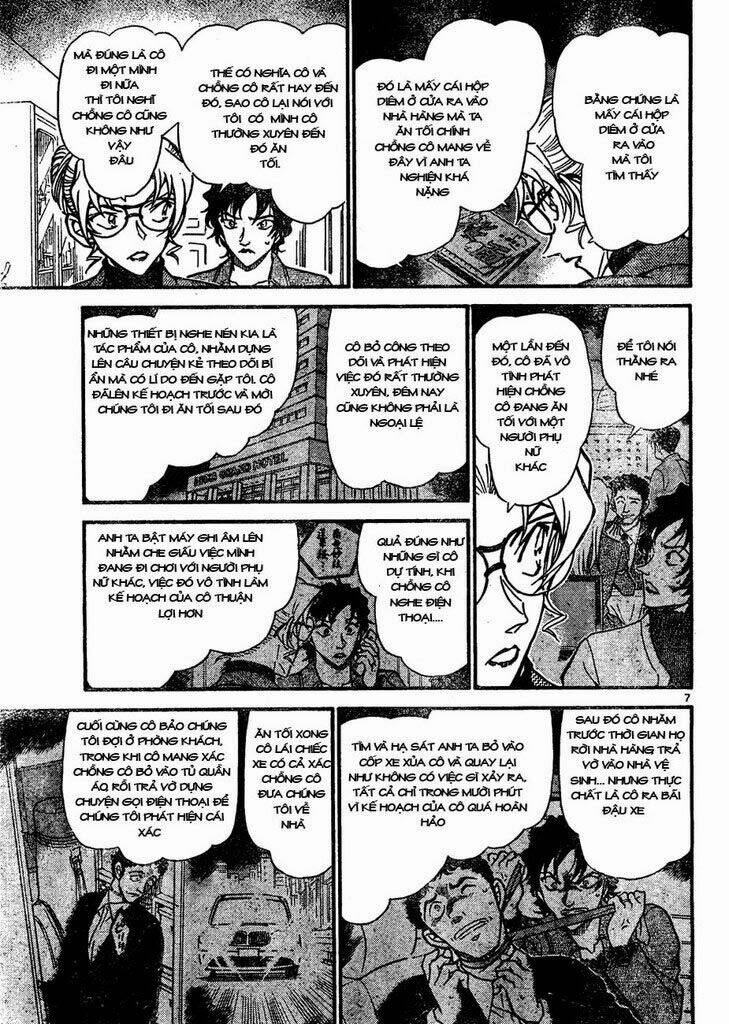 BẰNG CHỨNG LÀ
MẤY CÁI HỘP
DIÊM Ở CỬA
RA VÀO
MÀ TÔI
TÌM THẤY
ĐÓ LÀ MẤY CÁI HỘP
DIÊM Ở CỬA RA VÀO
NHÀ HÀNG MÀ TA
ĂN TỐI CHÍNH
CHỒNG CÔ MANG VỀ
ĐÂY VÌ ANH TA
NGHIỆN KHÁ
NẶNG
THẾ CÓ NGHĨA CÔ VÀ
CHỒNG CÔ RẤT HAY ĐẾN
ĐÓ, SAO CÔ LẠI NÓI VỚI
TÔI CÓ MÌNH CÔ
THƯỜNG XUYÊN ĐẾN
ĐÓ ĂN
TỐI.
MÀ ĐÚNG LÀ CÔ
ĐI MỘT MÌNH
ĐI NỮA
THÌ TÔI NGHĨ
CHỒNG CÔ CŨNG
KHÔNG NHƯ
VẬY
ĐÂU
ĐỂ TÔI NÓI
THẲNG RA
NHÉ
MỘT LẦN ĐẾN
ĐÓ, CÔ ĐÃ VÔ
TÌNH PHÁT
HIỆN CHỒNG
CÔ ĐANG ĂN
TỐI VỚI MỘT
NGƯỜI PHỤ
NỮ
KHÁC
CÔ BỎ CÔNG THEO
DÕI VÀ PHÁT HIỆN
VIỆC ĐÓ RẤT THƯỜNG
XUYÊN, ĐÊM NAY
CŨNG KHÔNG PHẢI LÀ
NGOẠI LỆ
NHỮNG THIẾT BỊ NGHE NÉN KIA LÀ
TÁC PHẨM CỦA CÔ, NHẰM DỰNG
LÊN CÂU CHUYỆN KẺ THEO DÕI BÍ
ẨN MÀ CÓ LÍ DO ĐẾN GẶP TÔI. CÔ
ĐÃLÊN KẾ HOẠCH TRƯỚC VÀ MỜI
CHÚNG TÔI ĐI ĂN TỐI SAU ĐÓ
GRAND HOTEL
QUẢ ĐÚNG NHƯ
NHỮNG GÌ CÔ
DỰ TÍNH, KHI
CHỒNG CÔ
NGHE ĐIỆN
THOẠI....
ANH TA BẬT MÁY GHI ÂM LÊN
NHẰM CHE GIẤU VIỆC MÌNH
ĐANG ĐI CHƠI VỚI NGƯỜI PHỤ
NỮ KHÁC, VIỆC ĐÓ VÔ TÌNH LÀM
KẾ HOẠCH CỦA CÔ THUẬN
LỢI HƠN
7
SAU ĐÓ CÔ NHẰM
TRƯỚC THỜI GIAN HỌ
RỜI NHÀ HÀNG TRẢ
VỜ VÀO NHÀ VỆ
SINH... NHƯNG THỰC
CHẤT LÀ CÔ RA BÃI
ĐẬU XE
TÌM VÀ HẠ SÁT ANH TA BỎ VÀO
CỐP XE XỦA CÔ VÀ QUAY LẠI
NHƯ KHÔNG CÓ VIỆC GÌ XẢY RA,
TẤT CẢ CHỈ TRONG MƯỜI PHÚT
VÌ KẾ HOẠCH CỦA CÔ QUÁ HOÀN
HẢO
ĂN TỐI XONG
CÔ LÁI CHIẾC
XE CÓ CẢ XÁC
CHỒNG CÔ
ĐƯA CHÚNG
TÔI VỀ
NHÀ
CUỐI CÙNG CÔ BẢO CHÚNG
TÔI ĐỢI Ở PHÒNG KHÁCH,
TRONG KHI CÔ MANG XÁC
CHỒNG CÔ BỎ VÀO TỦ QUẦN
ÁO, RỒI TRẢ VỜ DỤNG
CHUYỆN GỌI ĐIỆN THOẠI ĐỂ
CHÚNG TÔI PHÁT HIỆN CÁI
XÁC